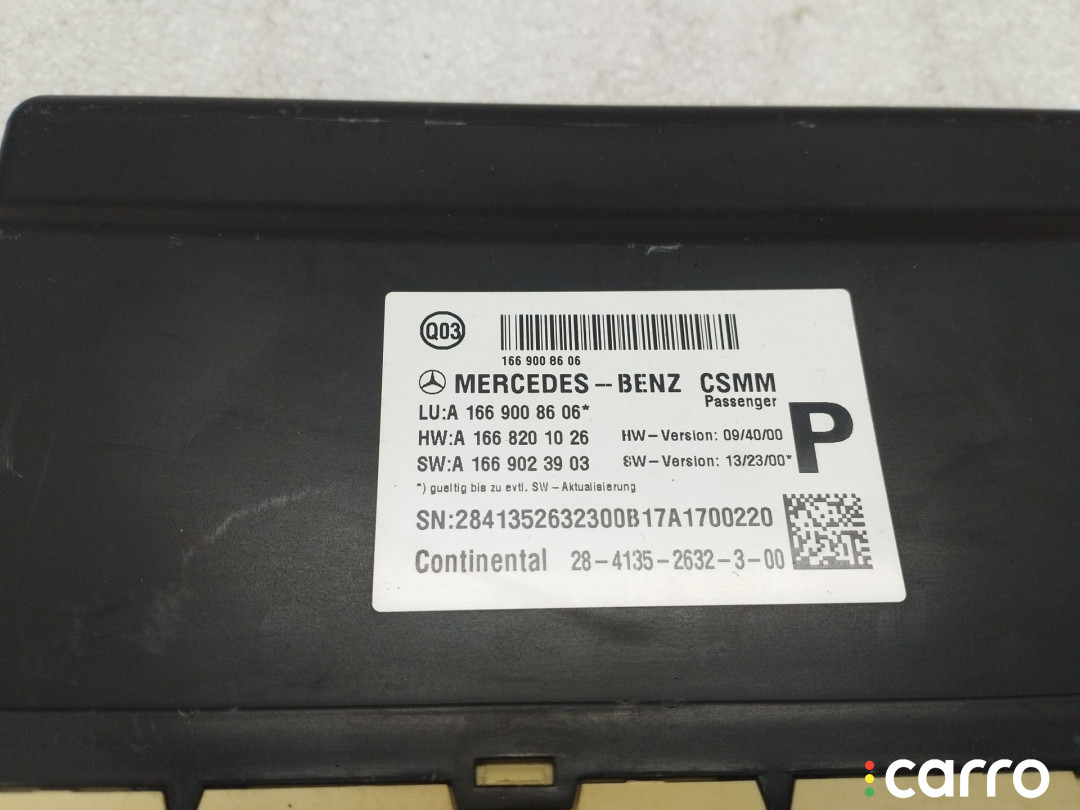 Q03
166 900 86 06
MERCEDES-BENZ CSMM
Passenger
LU:A 166 900 86 06*
HW:A 166 820 10 26 HW-Version: 09/40/00
P
SW:A 166 902 39 03 SW-Version: 13/23/00*
*) gueltig bis zu evtl. SW-Aktualisierung
SN:2841352632300B17A1700220
Continental 28-4135-2632-3-00
carro